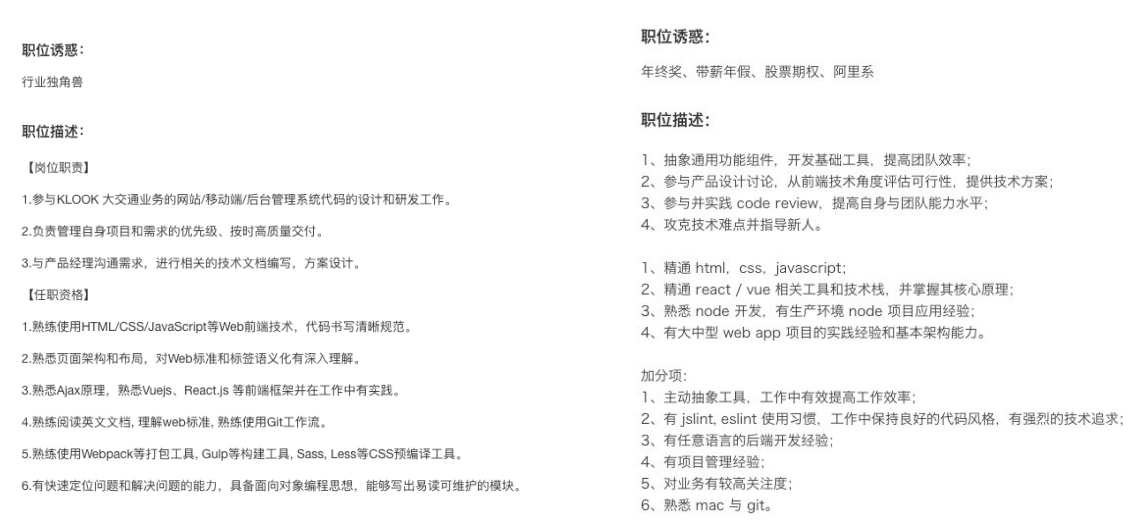 职位诱惑：
行业独角兽
职位描述：
【岗位职责】
1.参与KLOOK 大交通业务的网站/移动端/后台管理系统代码的设计和研发工作。
2.负责管理自身项目和需求的优先级、按时高质量交付。
3.与产品经理沟通需求，进行相关的技术文档编写，方案设计。
【任职资格】
1.熟练使用HTML/CSS/JavaScript等Web前端技术，代码书写清晰规范。
2.熟悉页面架构和布局，对Web标准和标签语义化有深入理解。
3.熟悉Ajax原理，熟悉Vuejs、React.js 等前端框架并在工作中有实践。
4.熟练阅读英文文档, 理解web标准, 熟练使用Git工作流。
5.熟练使用Webpack等打包工具, Gulp等构建工具, Sass, Less等CSS预编译工具。
6.有快速定位问题和解决问题的能力，具备面向对象编程思想，能够写出易读可维护的模块。
职位诱惑：
年终奖、带薪年假、股票期权、阿里系
职位描述：
1、抽象通用功能组件，开发基础工具，提高团队效率；
2、参与产品设计讨论，从前端技术角度评估可行性，提供技术方案；
3、参与并实践 code review，提高自身与团队能力水平；
4、攻克技术难点并指导新人。
1、精通 html，css，javascript；
2、精通 react / vue 相关工具和技术栈，并掌握其核心原理；
3、熟悉 node 开发，有生产环境 node 项目应用经验；
4、有大中型 web app 项目的实践经验和基本架构能力。
加分项：
1、主动抽象工具，工作中有效提高工作效率；
2、有 jslint, eslint 使用习惯，工作中保持良好的代码风格，有强烈的技术追求；
3、有任意语言的后端开发经验；
4、有项目管理经验；
5、对业务有较高关注度；
6、熟悉 mac 与 git。